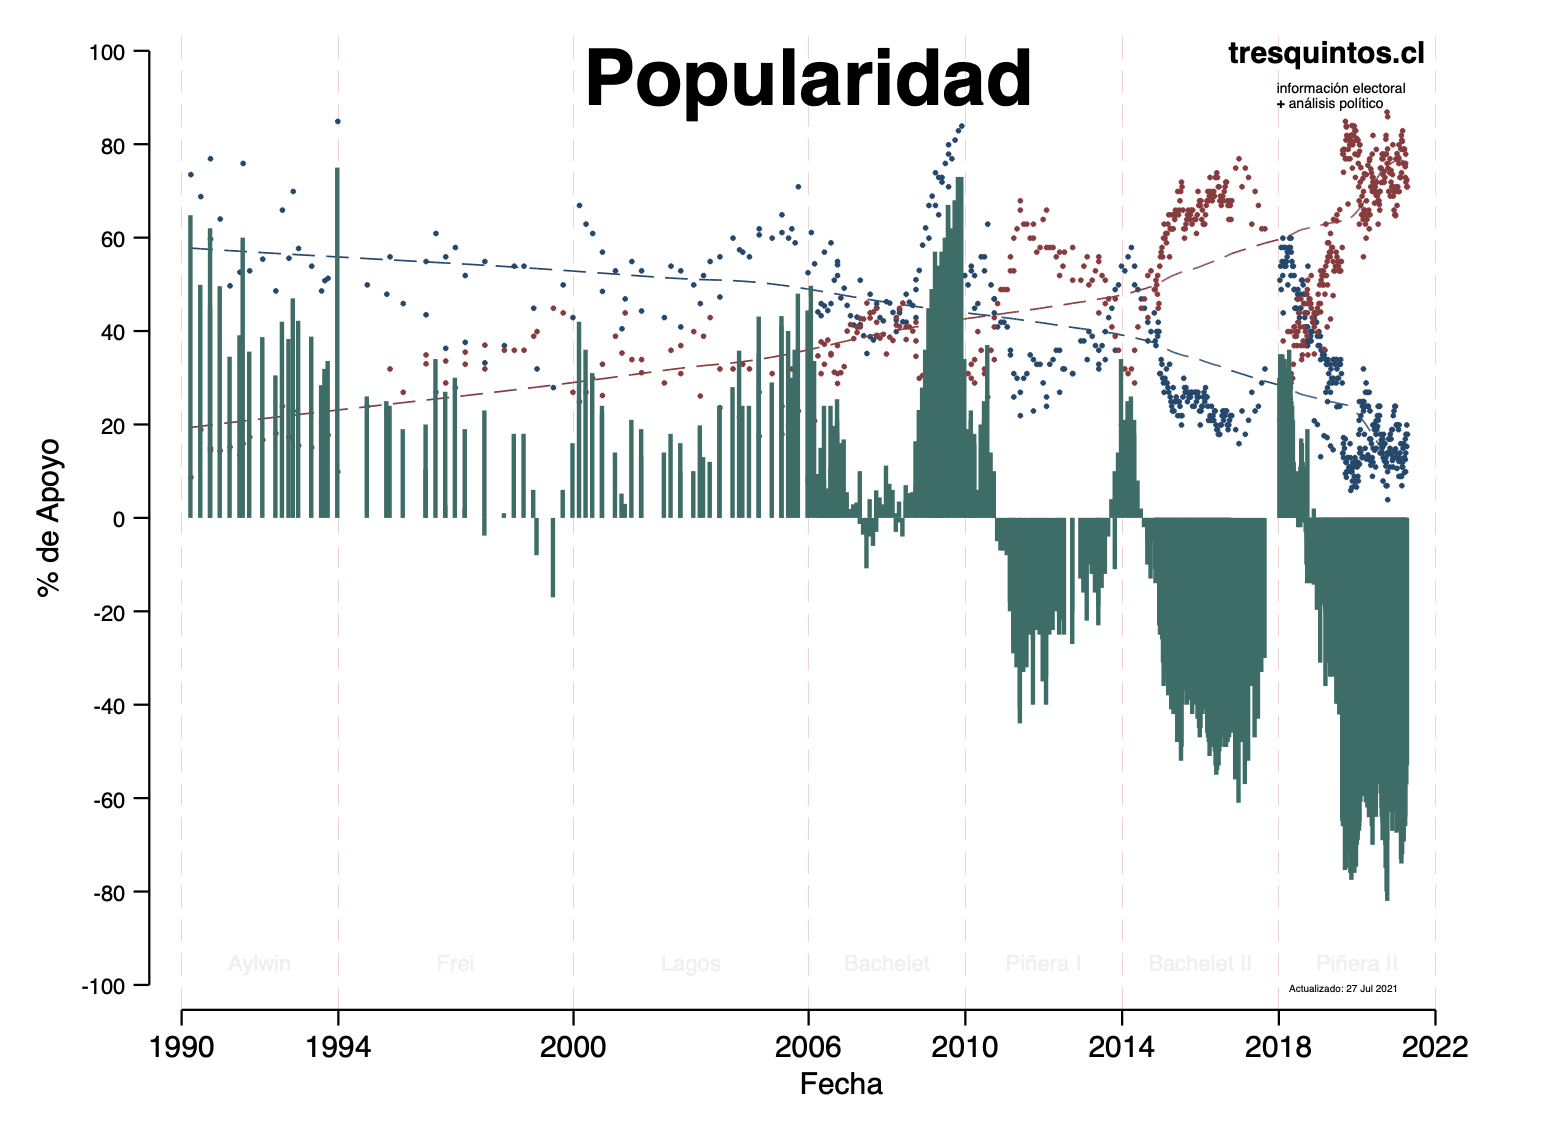 Popularidad
tresquintos.cl
información electoral
+ análisis político
% de Apoyo
100
80
60
40
20
0
-20
-40
-60
-80
-100
Aylwin Frei Lagos Bachelet Piñera I Bachelet II Piñera II
Actualizado: 27 Jul 2021
1990 1994 2000 2006 2010 2014 2018 2022
Fecha